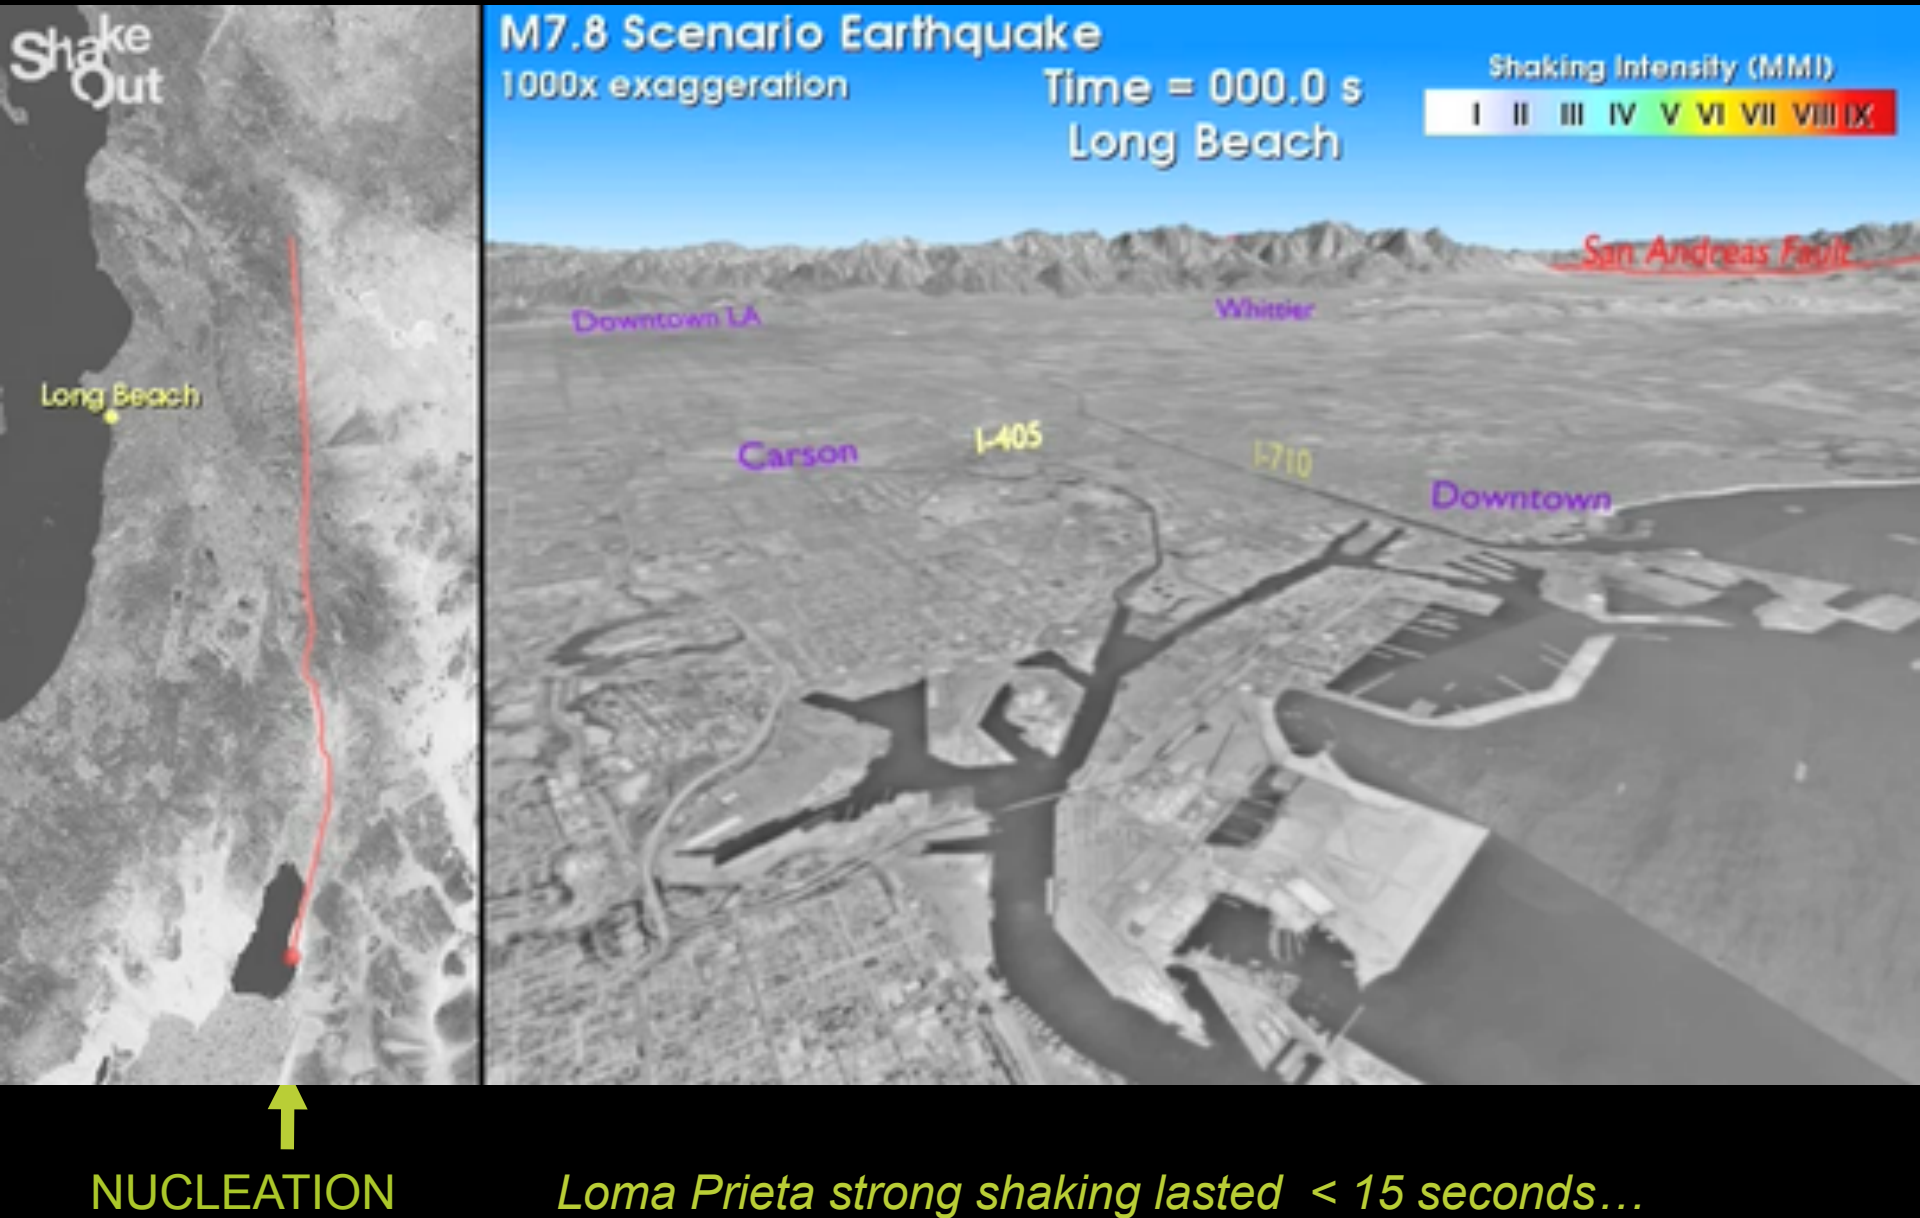 Shake
Out
M7.8 Scenario Earthquake
1000x exaggeration
Time = 000.0 s
Long Beach
Shaking Intensity (MMI)
I II III IV V VI VII VIII IX
San Andreas Fault
Downtown LA
Whittier
Long Beach
Carson
I-405
I-710
Downtown
NUCLEATION
Loma Prieta strong shaking lasted < 15 seconds…